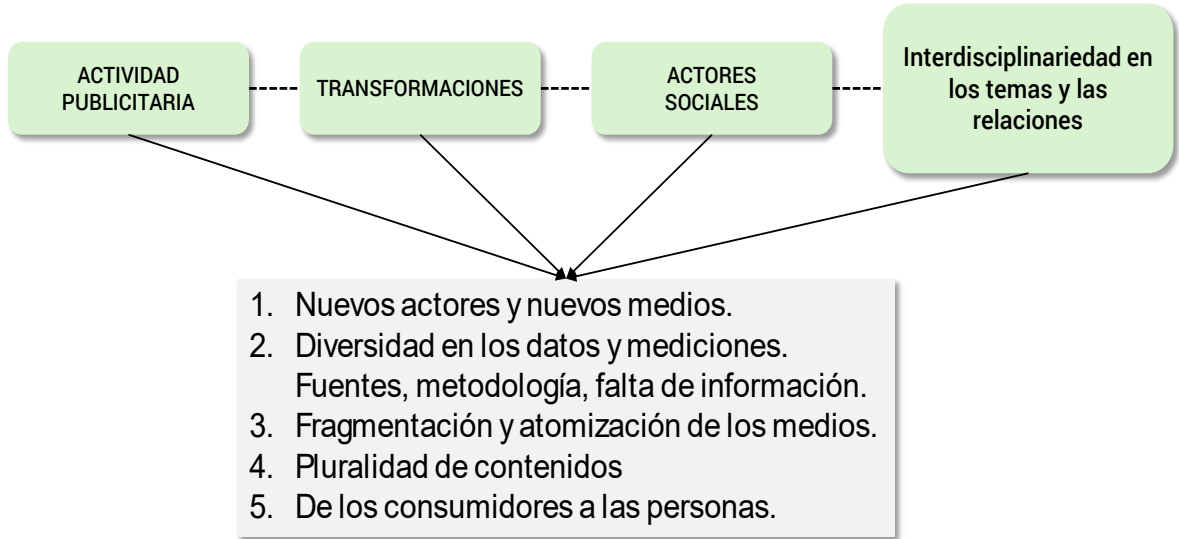 ACTIVIDAD
PUBLICITARIA
TRANSFORMACIONES
ACTORES
SOCIALES
Interdisciplinariedad en
los temas y las
relaciones
1. Nuevos actores y nuevos medios.
2. Diversidad en los datos y mediciones.
Fuentes, metodología, falta de información.
3. Fragmentación y atomización de los medios.
4. Pluralidad de contenidos
5. De los consumidores a las personas.